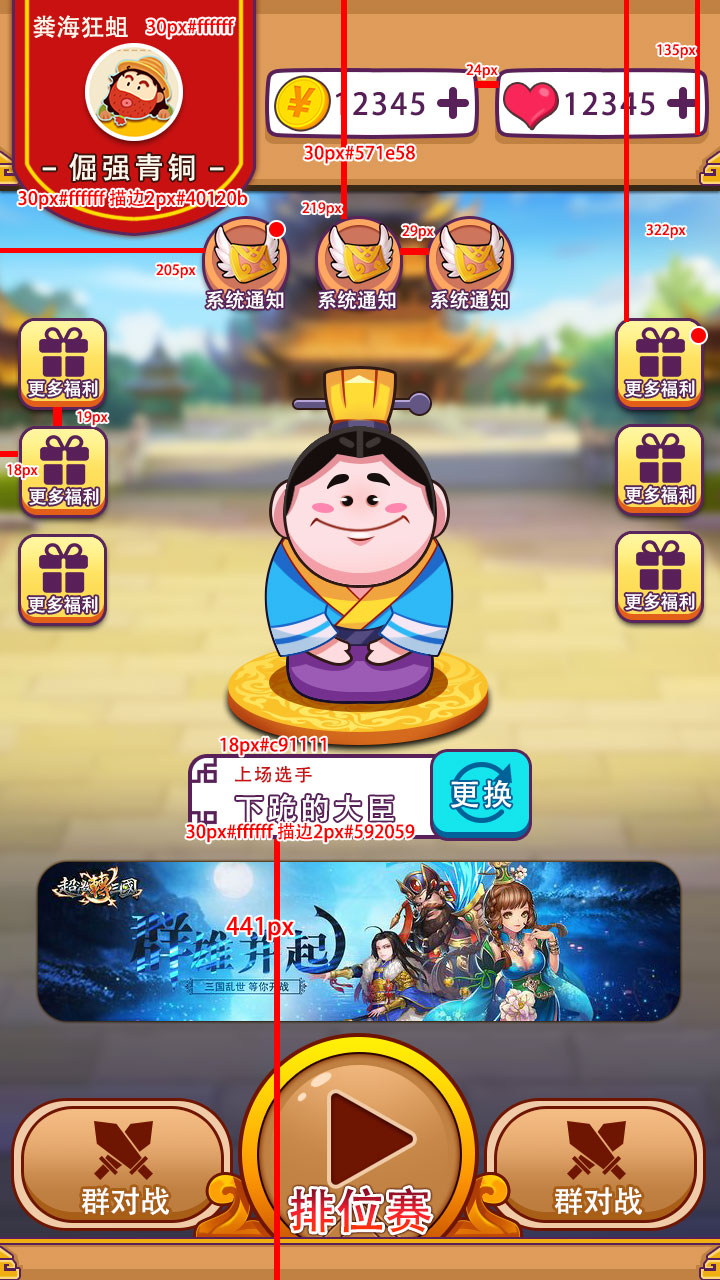 粪海狂蛆 30px#ffffff
135px
24px
¥ 12345 + 12345 +
30px#571e58
- 倔强青铜 -
30px#ffffff 描边2px#40120b
219px
29px
322px
205px
系统通知 系统通知 系统通知
更多福利 更多福利
19px
18px
更多福利 更多福利
更多福利 更多福利
18px#c91111
上场选手
下跪的大臣
更换
30px#ffffff 描边2px#592059
超激轉三國
群雄并起
441px
三国乱世 等你开战
群对战 排位赛 群对战